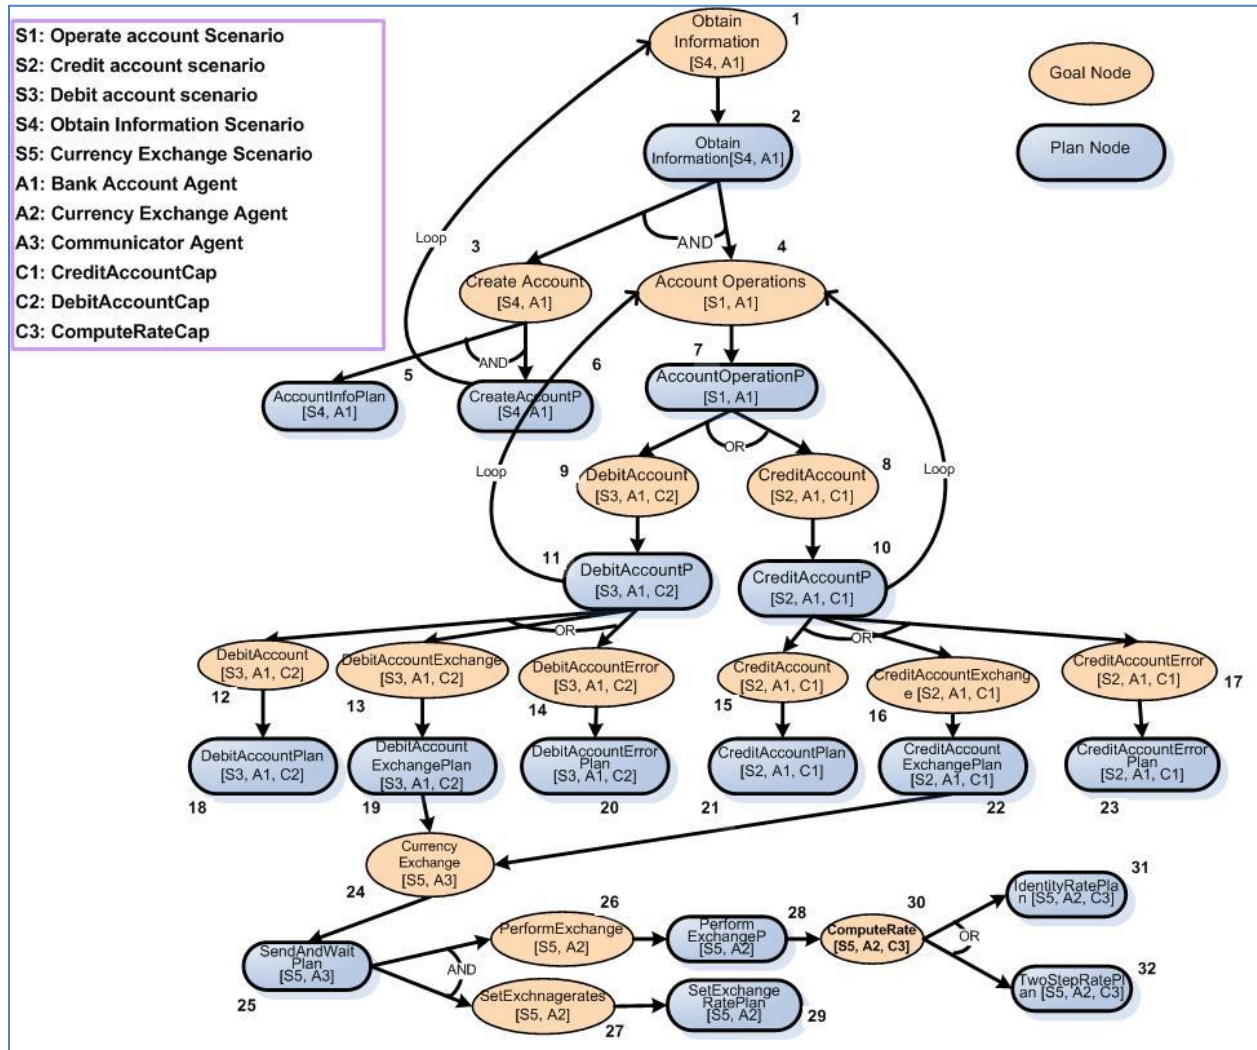 S1: Operate account Scenario
S2: Credit account scenario
S3: Debit account scenario
S4: Obtain Information Scenario
S5: Currency Exchange Scenario
A1: Bank Account Agent
A2: Currency Exchange Agent
A3: Communicator Agent
C1: CreditAccountCap
C2: DebitAccountCap
C3: ComputeRateCap
Obtain
Information
[S4, A1]
1
Goal Node
Obtain
Information[S4, A1]
2
Plan Node
Loop
AND
3
Create Account
[S4, A1]
4
Account Operations
[S1, A1]
AND
5
AccountInfoPlan
[S4, A1]
6
CreateAccountP
[S4, A1]
7
AccountOperationP
[S1, A1]
OR
Loop
Loop
9
DebitAccount
[S3, A1, C2]
8
CreditAccount
[S2, A1, C1]
11
DebitAccountP
[S3, A1, C2]
10
CreditAccountP
[S2, A1, C1]
OR
OR
DebitAccount
[S3, A1, C2]
12
DebitAccountExchange
[S3, A1, C2]
13
DebitAccountError
[S3, A1, C2]
14
CreditAccount
[S2, A1, C1]
15
CreditAccountExchang
e [S2, A1, C1]
16
CreditAccountError
[S2, A1, C1]
17
DebitAccountPlan
[S3, A1, C2]
18
DebitAccount
ExchangePlan
[S3, A1, C2]
19
DebitAccountError
Plan
[S3, A1, C2]
20
CreditAccountPlan
[S2, A1, C1]
21
CreditAccount
ExchangePlan
[S2, A1, C1]
22
CreditAccountError
Plan
[S2, A1, C1]
23
Currency
Exchange
[S5, A3]
24
SendAndWait
Plan
[S5, A3]
25
AND
26
PerformExchange
[S5, A2]
SetExchnagerates
[S5, A2]
27
Perform
ExchangeP
[S5, A2]
28
SetExchange
RatePlan
[S5, A2]
29
30
ComputeRate
[S5, A2, C3]
OR
31
IdentityRatePla
n [S5, A2, C3]
32
TwoStepRatePl
an [S5, A2, C3]